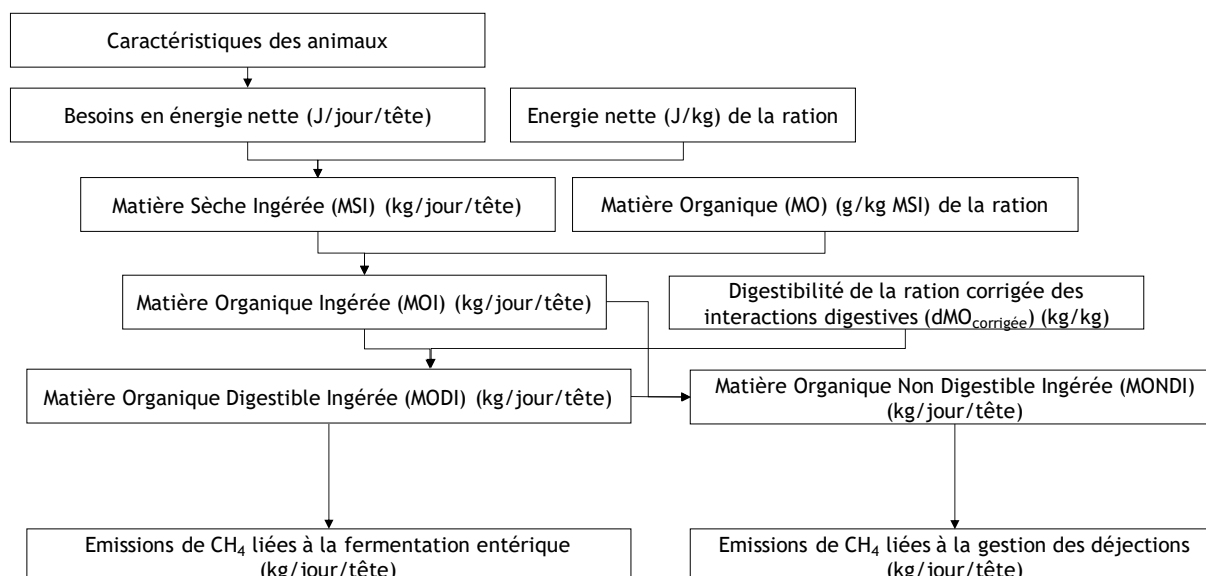 Caractéristiques des animaux
Besoins en énergie nette (J/jour/tête)
Energie nette (J/kg) de la ration
Matière Sèche Ingérée (MSI) (kg/jour/tête)
Matière Organique (MO) (g/kg MSI) de la ration
Matière Organique Ingérée (MOI) (kg/jour/tête)
Digestibilité de la ration corrigée des
interactions digestives (dMOcorrigée) (kg/kg)
Matière Organique Digestible Ingérée (MODI) (kg/jour/tête)
Matière Organique Non Digestible Ingérée (MONDI)
(kg/jour/tête)
Emissions de CH₄ liées à la fermentation entérique
(kg/jour/tête)
Emissions de CH₄ liées à la gestion des déjections
(kg/jour/tête)